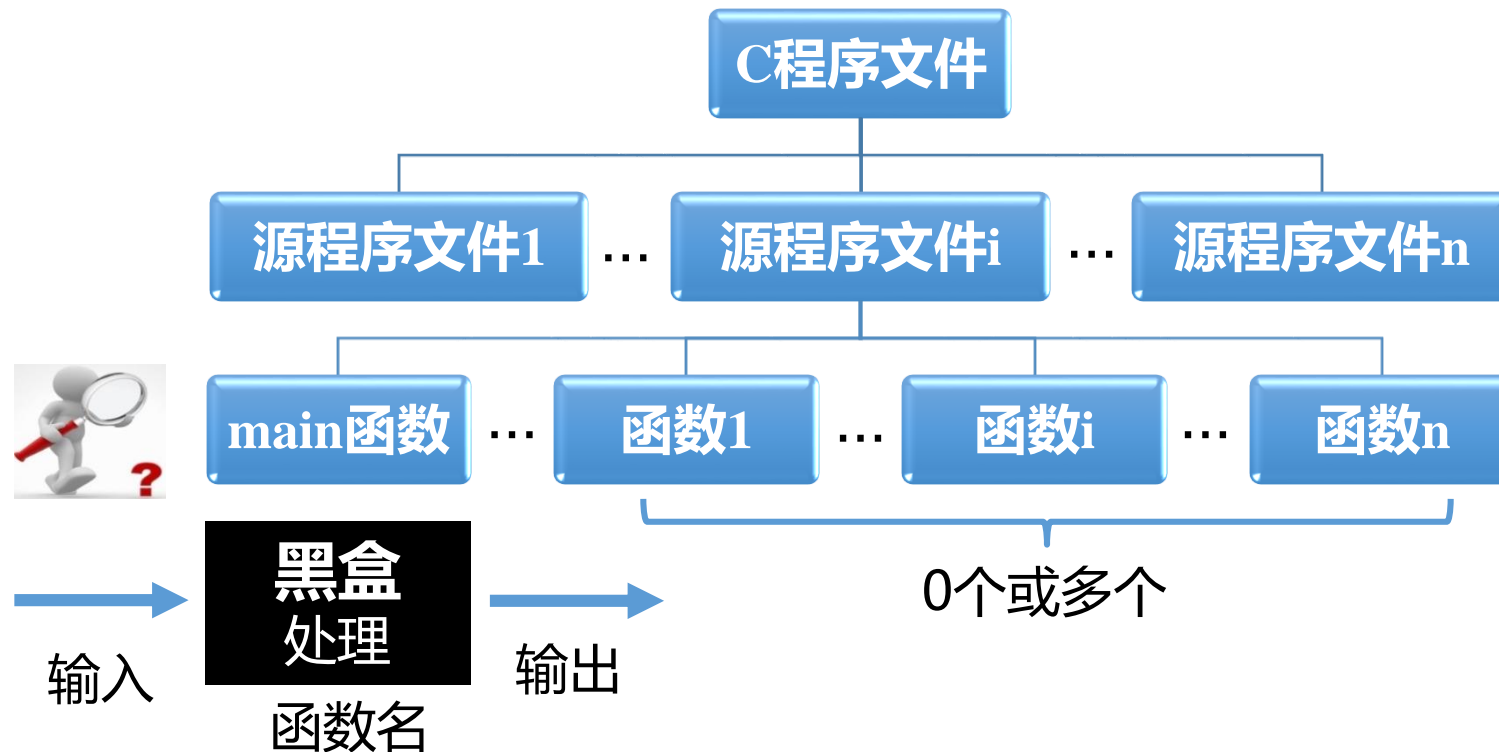 C程序文件
源程序文件1 … 源程序文件i … 源程序文件n
main函数 … 函数1 … 函数i … 函数n
?
0个或多个
黑盒
处理
输入
输出
函数名